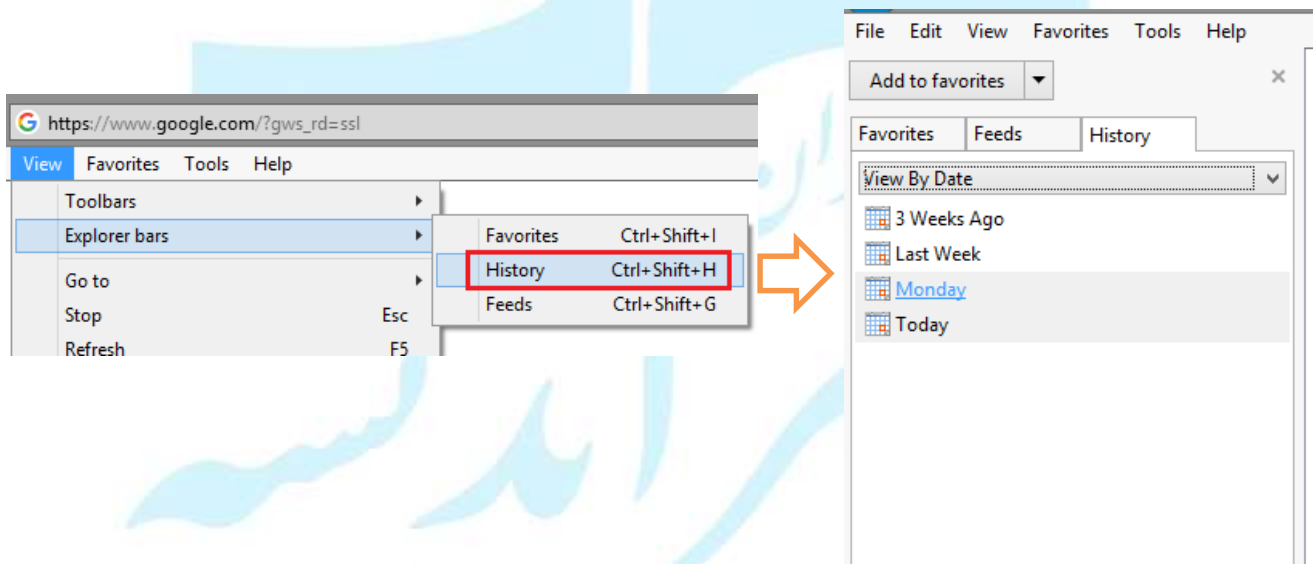 https://www.google.com/?gws_rd=ssl
View Favorites Tools Help
Toolbars
Explorer bars
Go to
Stop Esc
Refresh F5
Favorites Ctrl+Shift+I
History Ctrl+Shift+H
Feeds Ctrl+Shift+G
File Edit View Favorites Tools Help
Add to favorites
Favorites Feeds History
View By Date
3 Weeks Ago
Last Week
Monday
Today